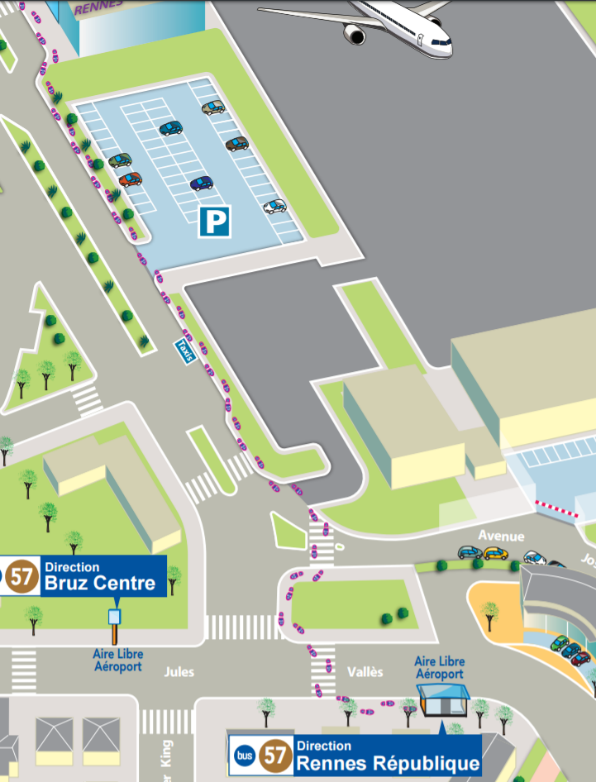 RENNES
P
Taxis
Avenue
57
Direction
Bruz Centre
Aire Libre
Aéroport
Jules
Vallès
Aire Libre
Aéroport
bus
57
Direction
Rennes République
King